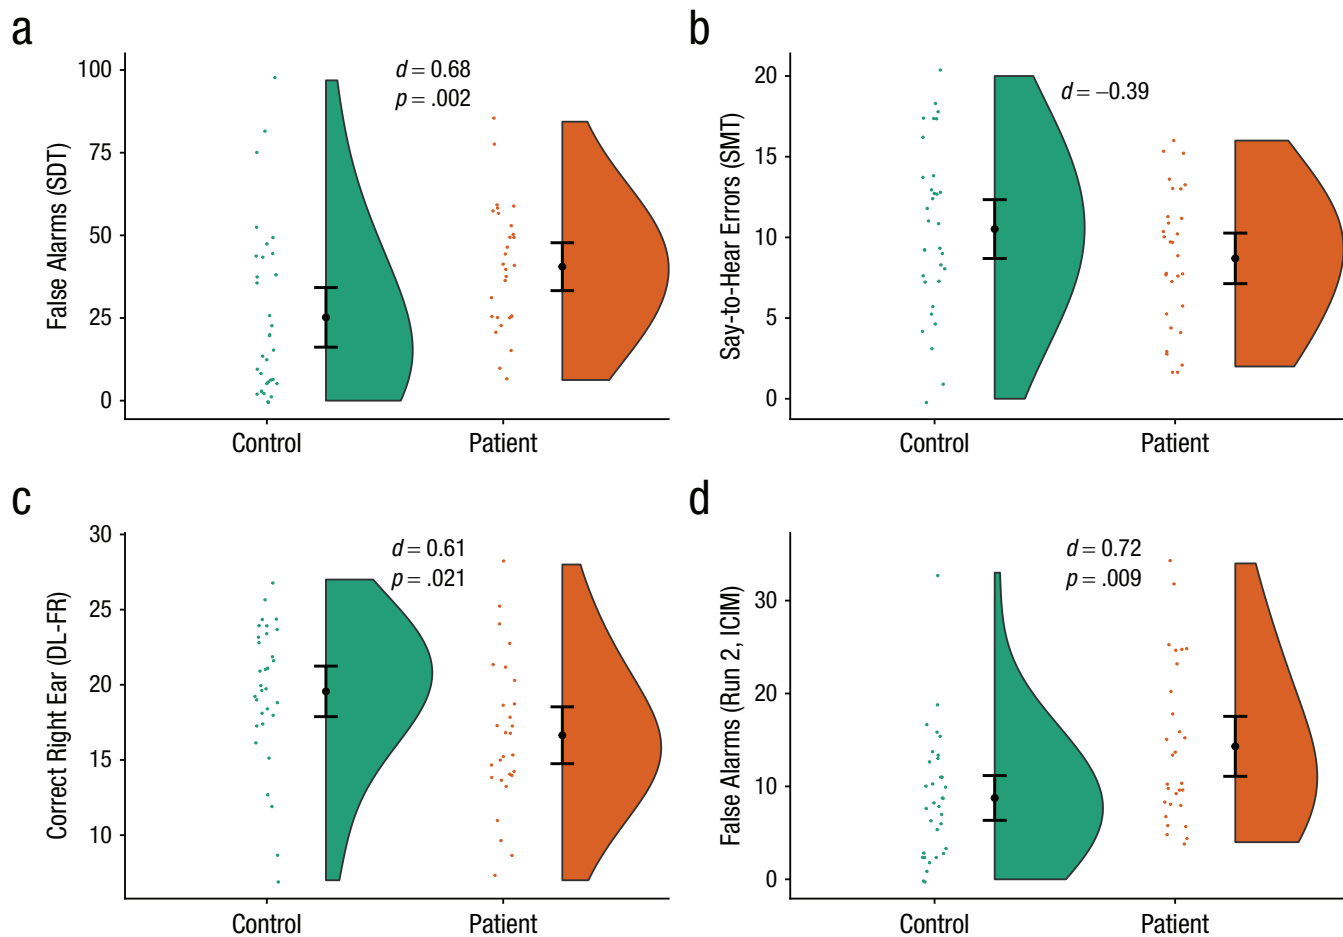 a
False Alarms (SDT)
100
75
50
25
0
d = 0.68
p = .002
Control
Patient
b
Say-to-Hear Errors (SMT)
20
15
10
5
0
d = −0.39
Control
Patient
c
Correct Right Ear (DL-FR)
30
25
20
15
10
d = 0.61
p = .021
Control
Patient
d
False Alarms (Run 2, ICIM)
30
20
10
0
d = 0.72
p = .009
Control
Patient